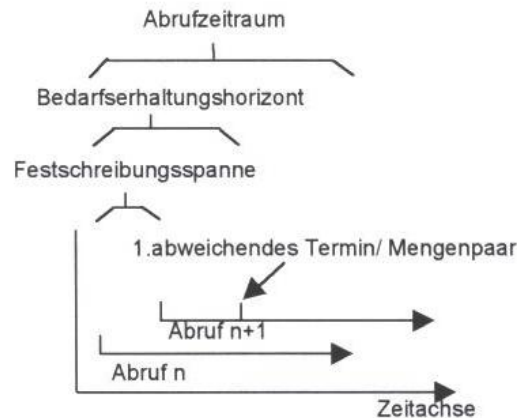 Abrufzeitraum
Bedarfserhaltungshorizont
Festschreibungsspanne
1.abweichendes Termin/ Mengenpaar
Abruf n+1
Abruf n
Zeitachse